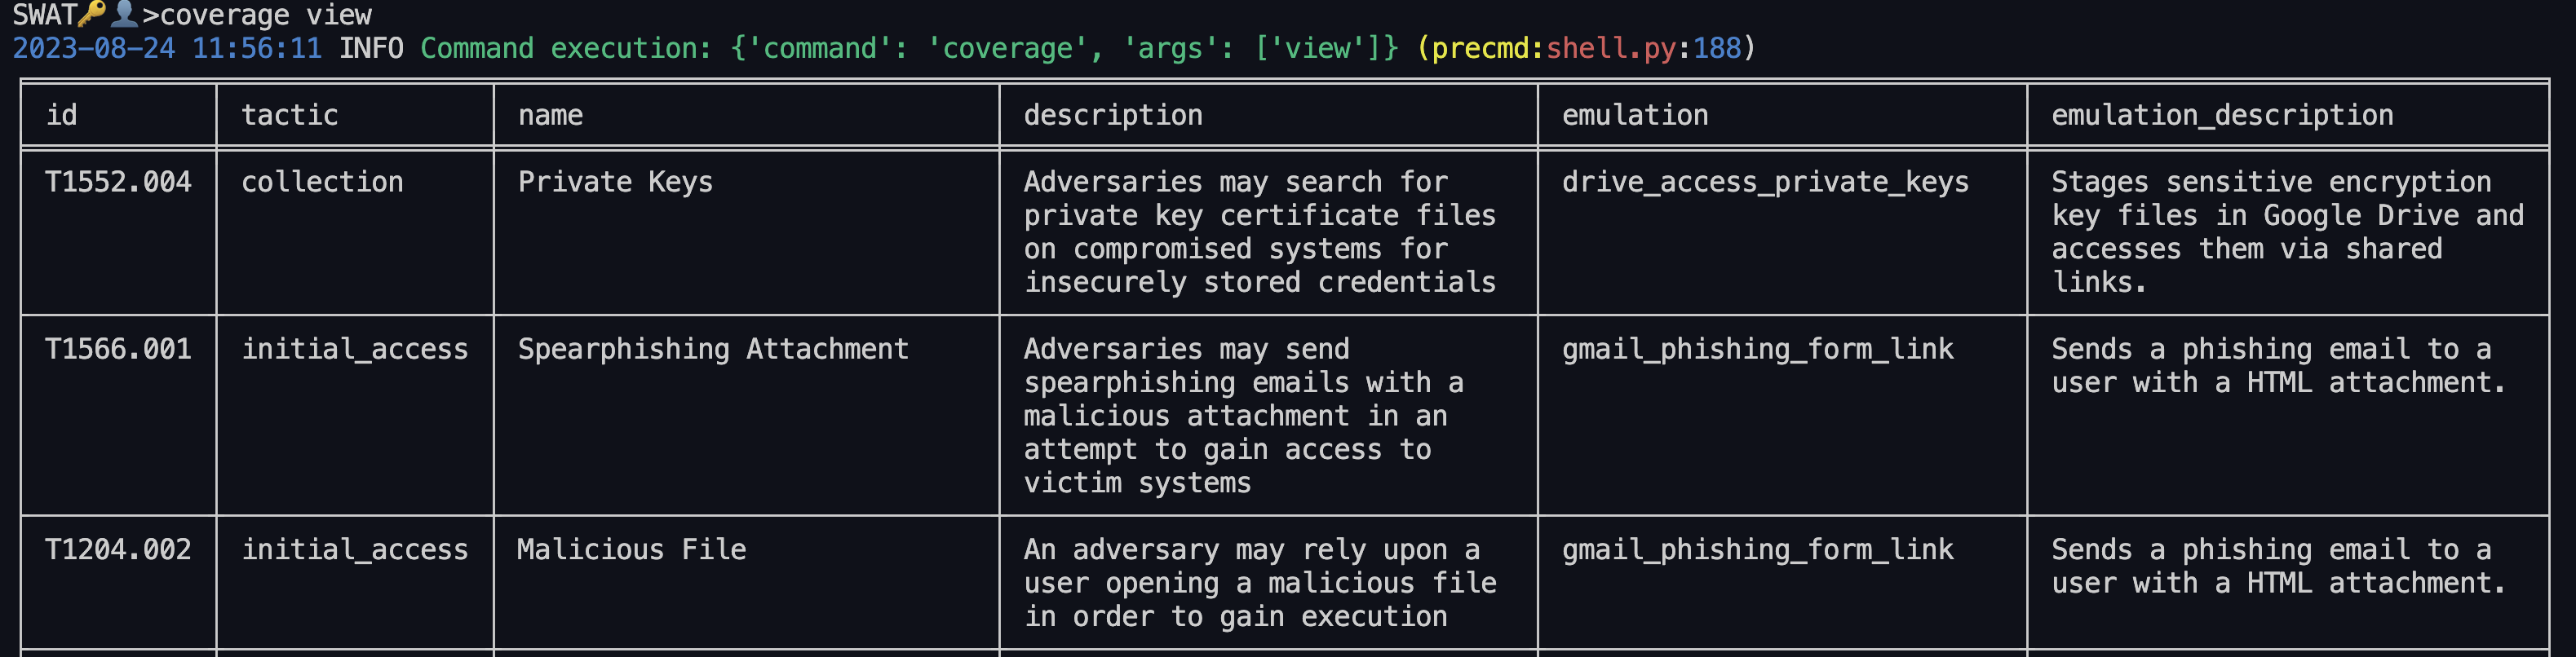 SWAT🔑👤>coverage view
2023-08-24 11:56:11 INFO Command execution: {'command': 'coverage', 'args': ['view']} (precmd:shell.py:188)
id tactic name description emulation emulation_description
T1552.004 collection Private Keys Adversaries may search for drive_access_private_keys Stages sensitive encryption
private key certificate files key files in Google Drive and
on compromised systems for accesses them via shared
insecurely stored credentials links.
T1566.001 initial_access Spearphishing Attachment Adversaries may send gmail_phishing_form_link Sends a phishing email to a
spearphishing emails with a user with a HTML attachment.
malicious attachment in an
attempt to gain access to
victim systems
T1204.002 initial_access Malicious File An adversary may rely upon a gmail_phishing_form_link Sends a phishing email to a
user opening a malicious file user with a HTML attachment.
in order to gain execution